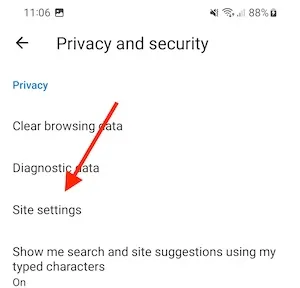 11:06 88%
Privacy and security
Privacy
Clear browsing data
Diagnostic data
Site settings
Show me search and site suggestions using my
typed characters
On